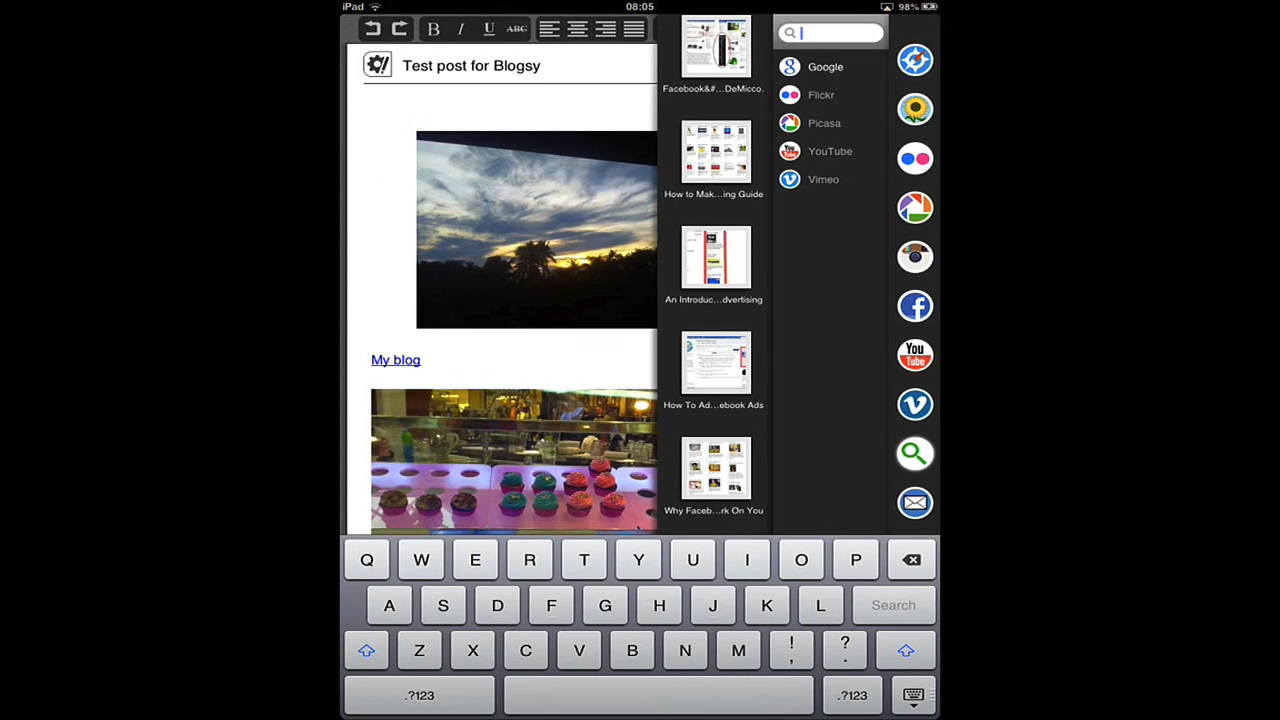 iPad
08:05
98%
B I U ABC
Test post for Blogsy
My blog
Facebook&#...DeMicco.
How to Mak...ing Guide
An Introduc...dvertising
How To Ad...ebook Ads
Why Faceb...rk On You
Google
Flickr
Picasa
YouTube
Vimeo
You
Tube
Q W E R T Y U I O P
A S D F G H J K L Search
Z X C V B N M ! , ? .
.?123 .?123